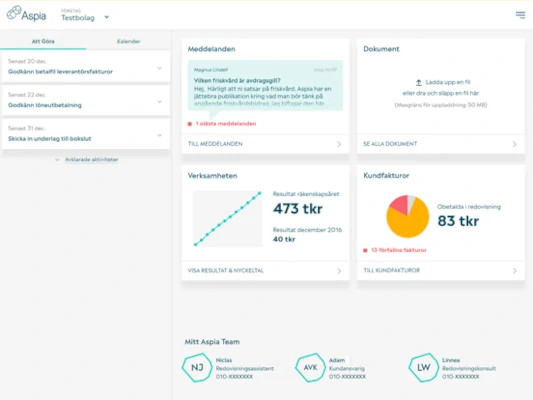 Aspia
FÖRETAG
Testbolag
Att Göra
Kalender
Senast 20 dec.
Godkänn betalfil leverantörsfakturor
Senast 22 dec.
Godkänn löneutbetalning
Senast 31 dec.
Skicka in underlag till bokslut
Avklarade aktiviteter
Meddelanden
Magnus Lindell
Vilken friskvård är avdragsgill?
Hej, Härligt att ni satsar på friskvård. Aspia har en
jättebra publikation kring vad man bör tänk på
angående friskvårdsbidrag, jag bifogar den här
1 olästa meddelanden
TILL MEDDELANDEN
Dokument
Ladda upp en fil
eller dra och släpp en fil här
(Maxgräns för uppladdning: 50 MB)
SE ALLA DOKUMENT
Verksamheten
Resultat räkenskapsåret
473 tkr
Resultat december 2016
40 tkr
VISA RESULTAT & NYCKELTAL
Kundfakturor
Obetalda i redovisning
83 tkr
13 förfallna fakturor
TILL KUNDFAKTUROR
Mitt Aspia Team
NJ
Niclas
Redovisningsassistent
010-XXXXXXX
AVK
Adam
Kundansvarig
010-XXXXXXX
LW
Linnea
Redovisningskonsult
010-XXXXXXX